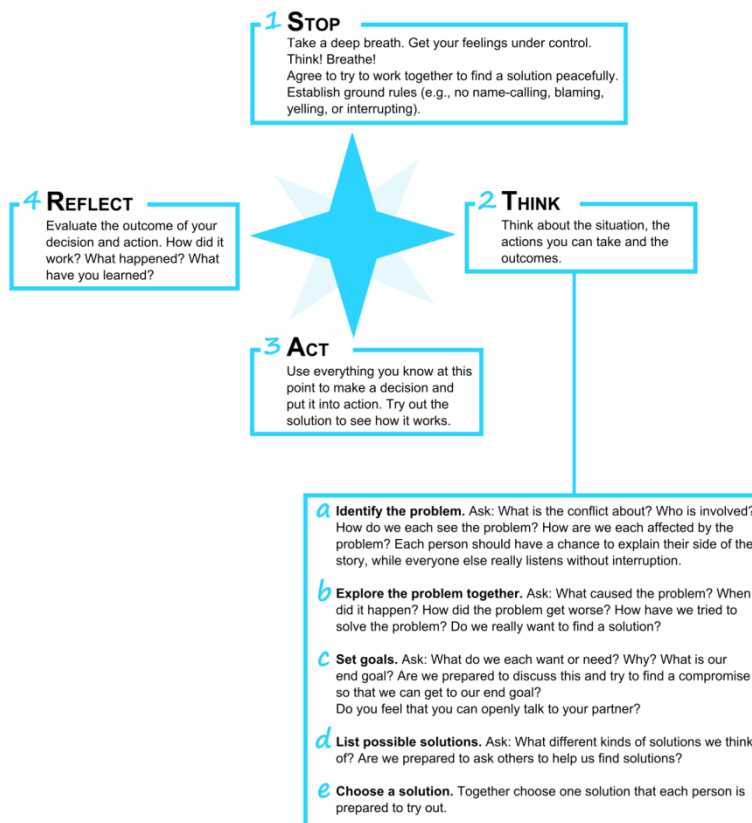 1 STOP
Take a deep breath. Get your feelings under control.
Think! Breathe!
Agree to try to work together to find a solution peacefully.
Establish ground rules (e.g., no name-calling, blaming,
yelling, or interrupting).
4 REFLECT
Evaluate the outcome of your
decision and action. How did it
work? What happened? What
have you learned?
2 THINK
Think about the situation, the
actions you can take and the
outcomes.
3 ACT
Use everything you know at this
point to make a decision and
put it into action. Try out the
solution to see how it works.
a Identify the problem. Ask: What is the conflict about? Who is involved?
How do we each see the problem? How are we each affected by the
problem? Each person should have a chance to explain their side of the
story, while everyone else really listens without interruption.
b Explore the problem together. Ask: What caused the problem? When
did it happen? How did the problem get worse? How have we tried to
solve the problem? Do we really want to find a solution?
c Set goals. Ask: What do we each want or need? Why? What is our
end goal? Are we prepared to discuss this and try to find a compromise
so that we can get to our end goal?
Do you feel that you can openly talk to your partner?
d List possible solutions. Ask: What different kinds of solutions we think
of? Are we prepared to ask others to help us find solutions?
e Choose a solution. Together choose one solution that each person is
prepared to try out.